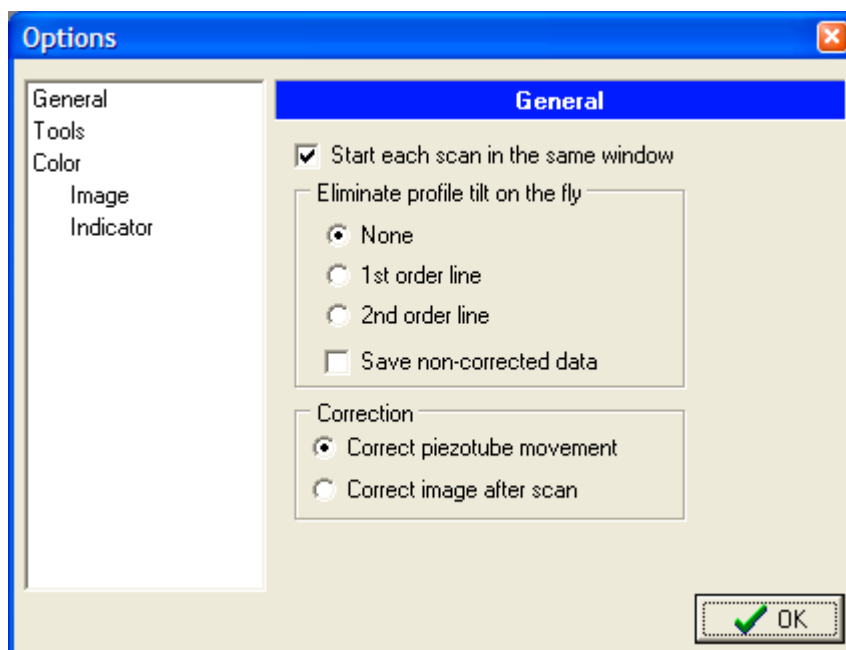 Options
General
Tools
Color
Image
Indicator
General
Start each scan in the same window
Eliminate profile tilt on the fly
None
1st order line
2nd order line
Save non-corrected data
Correction
Correct piezotube movement
Correct image after scan
OK